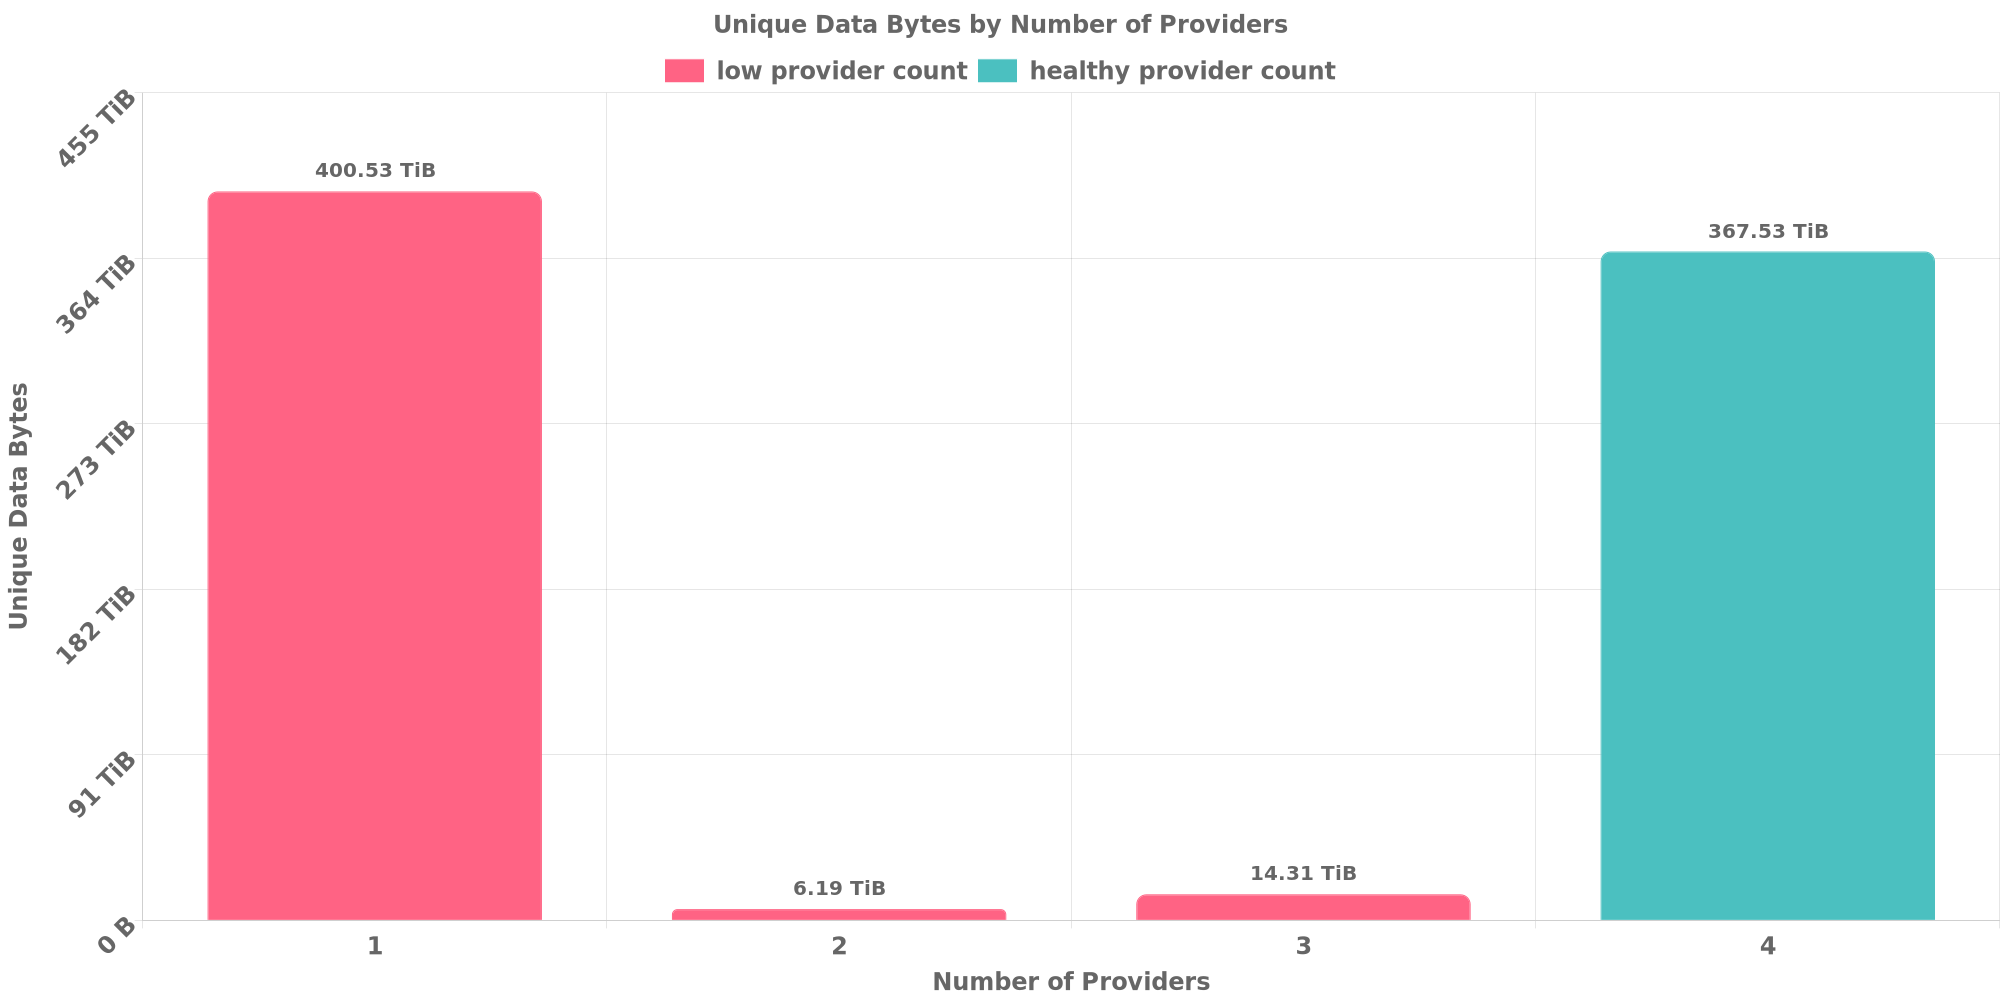 Unique Data Bytes by Number of Providers
low provider count healthy provider count
455 TiB
400.53 TiB
367.53 TiB
364 TiB
273 TiB
Unique Data Bytes
182 TiB
91 TiB
6.19 TiB
14.31 TiB
0 B
1 2 3 4
Number of Providers